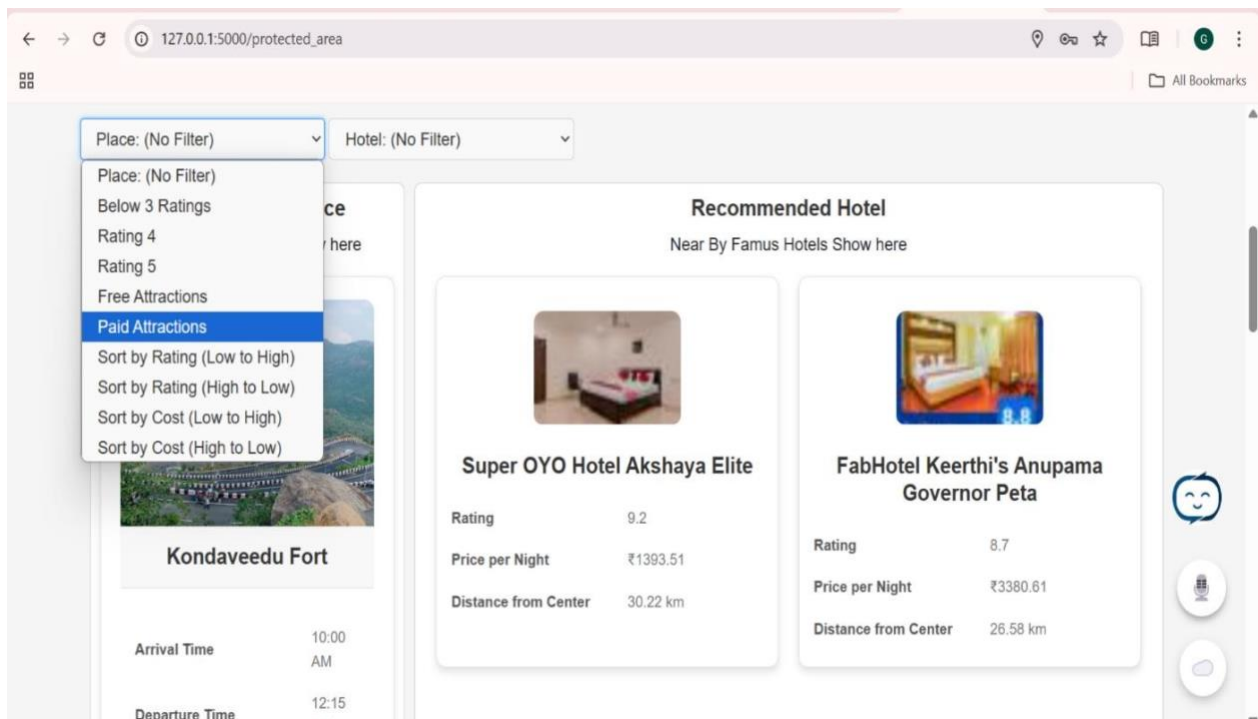 127.0.0.1:5000/protected_area
G
All Bookmarks
Place: (No Filter)
Hotel: (No Filter)
Place: (No Filter)
Below 3 Ratings
Rating 4
Rating 5
Free Attractions
Paid Attractions
Sort by Rating (Low to High)
Sort by Rating (High to Low)
Sort by Cost (Low to High)
Sort by Cost (High to Low)
ce
here
Kondaveedu Fort
Arrival Time 10:00 AM
Departure Time 12:15
Recommended Hotel
Near By Famus Hotels Show here
Super OYO Hotel Akshaya Elite
Rating 9.2
Price per Night ₹1393.51
Distance from Center 30.22 km
8.8
FabHotel Keerthi's Anupama
Governor Peta
Rating 8.7
Price per Night ₹3380.61
Distance from Center 26.58 km